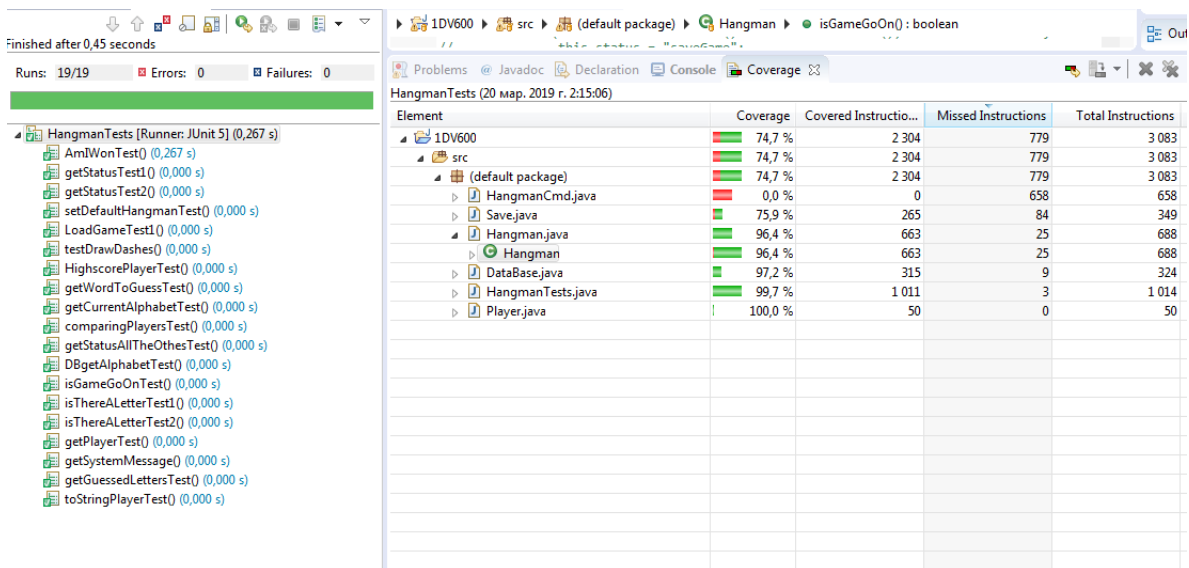 Finished after 0,45 seconds
Runs: 19/19 Errors: 0 Failures: 0
HangmanTests [Runner: JUnit 5] (0,267 s)
AmIWonTest() (0,267 s)
getStatusTest1() (0,000 s)
getStatusTest2() (0,000 s)
setDefaultHangmanTest() (0,000 s)
LoadGameTest1() (0,000 s)
testDrawDashes() (0,000 s)
HighscorePlayerTest() (0,000 s)
getWordToGuessTest() (0,000 s)
getCurrentAlphabetTest() (0,000 s)
comparingPlayersTest() (0,000 s)
getStatusAllTheOthesTest() (0,000 s)
DBgetAlphabetTest() (0,000 s)
isGameGoOnTest() (0,000 s)
isThereALetterTest1() (0,000 s)
isThereALetterTest2() (0,000 s)
getPlayerTest() (0,000 s)
getSystemMessage() (0,000 s)
getGuessedLettersTest() (0,000 s)
toStringPlayerTest() (0,000 s)
1DV600 src (default package) Hangman isGameGoOn() : boolean
Out
// this.status = "saveGame";
Problems @ Javadoc Declaration Console Coverage
HangmanTests (20 мар. 2019 г. 2:15:06)
Element Coverage Covered Instructio... Missed Instructions Total Instructions
1DV600 74,7 % 2 304 779 3 083
src 74,7 % 2 304 779 3 083
(default package) 74,7 % 2 304 779 3 083
HangmanCmd.java 0,0 % 0 658 658
Save.java 75,9 % 265 84 349
Hangman.java 96,4 % 663 25 688
Hangman 96,4 % 663 25 688
DataBase.java 97,2 % 315 9 324
HangmanTests.java 99,7 % 1 011 3 1 014
Player.java 100,0 % 50 0 50